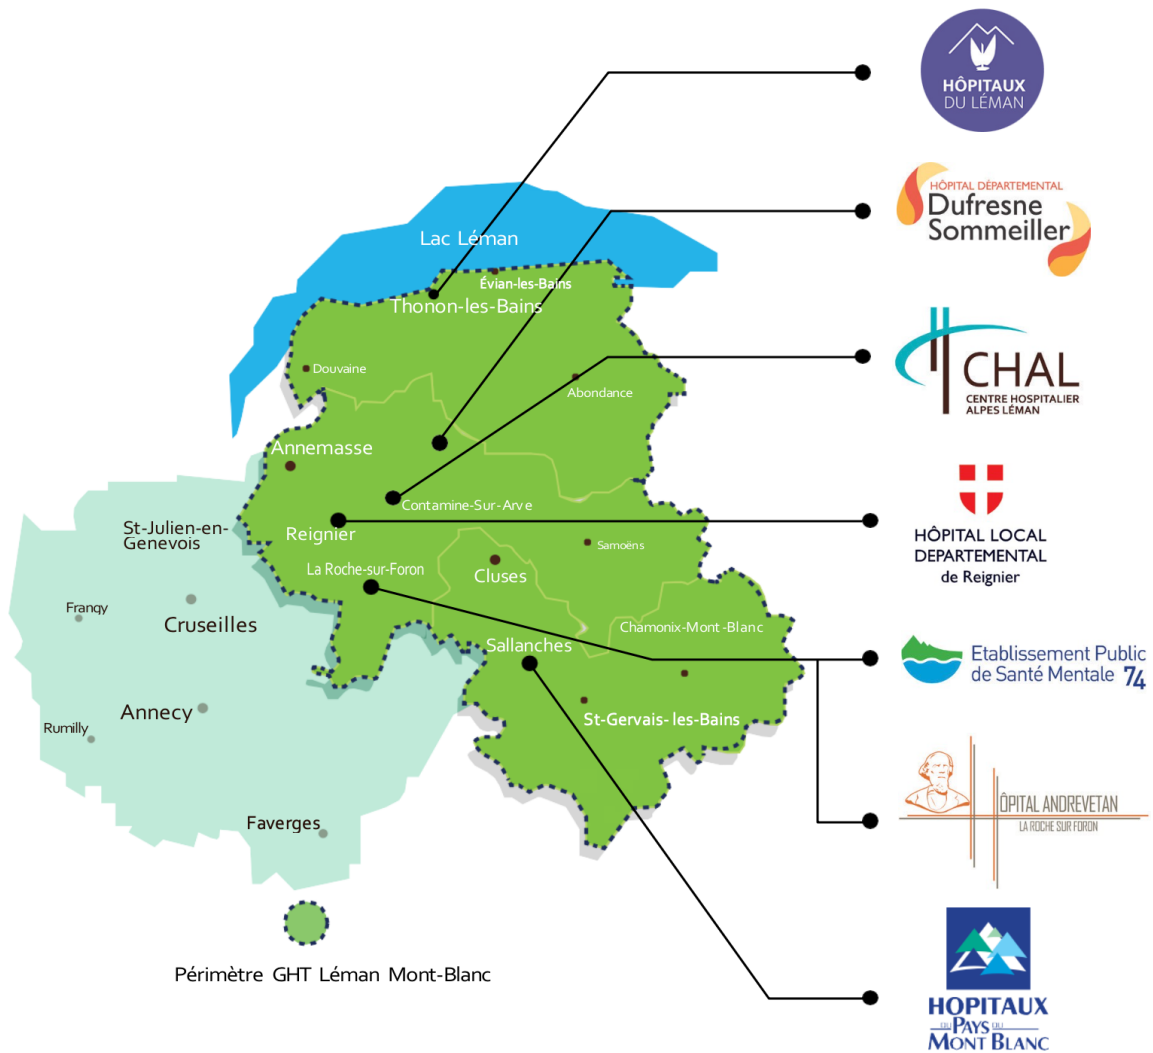 HÔPITAUX
DU LÉMAN
HÔPITAL DÉPARTEMENTAL
Dufresne
Sommeiller
Lac Léman
Évian-les-Bains
Thonon-les-Bains
Douvaine
Abondance
CHAL
CENTRE HOSPITALIER
ALPES LÉMAN
Annemasse
Contamine-Sur-Arve
St-Julien-en-
Genevois
Reignier
Samoëns
HÔPITAL LOCAL
DEPARTEMENTAL
de Reignier
La Roche-sur-Foron
Cluses
Franqy
Cruseilles
Chamonix-Mont-Blanc
Sallanches
Etablissement Public
de Santé Mentale 74
Annecy
St-Gervais-les-Bains
Rumilly
ÔPITAL ANDREVETAN
LA ROCHE SUR FORON
Faverges
Périmètre GHT Léman Mont-Blanc
HOPITAUX
DU PAYS DU
MONT BLANC